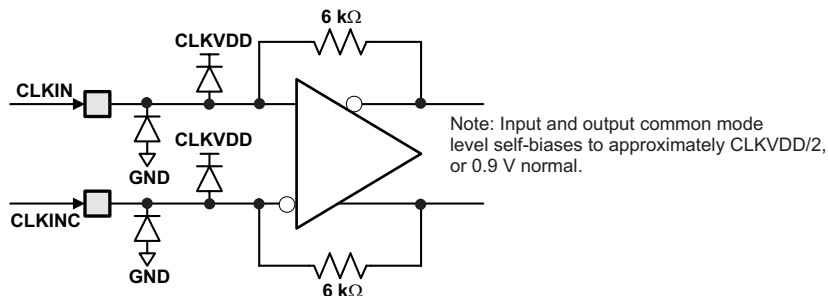 6 kΩ
CLKVDD
CLKIN
CLKVDD
GND
Note: Input and output common mode
level self-biases to approximately CLKVDD/2,
or 0.9 V normal.
CLKINC
GND
6 kΩ